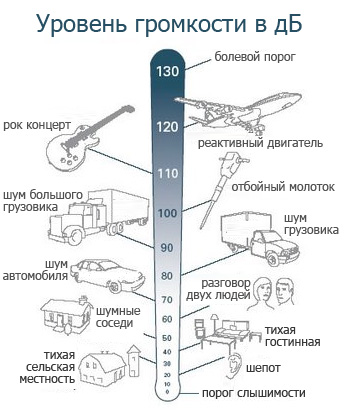 Уровень громкости в дБ
болевой порог
130
рок концерт
120
реактивный двигатель
110
отбойный молоток
шум большого
грузовика
100
шум
грузовика
90
шум
автомобиля
80
разговор
двух людей
70
шумные
соседи
60
50
тихая
гостинная
тихая
сельская
местность
40
30
шепот
20
10
0
порог слышимости